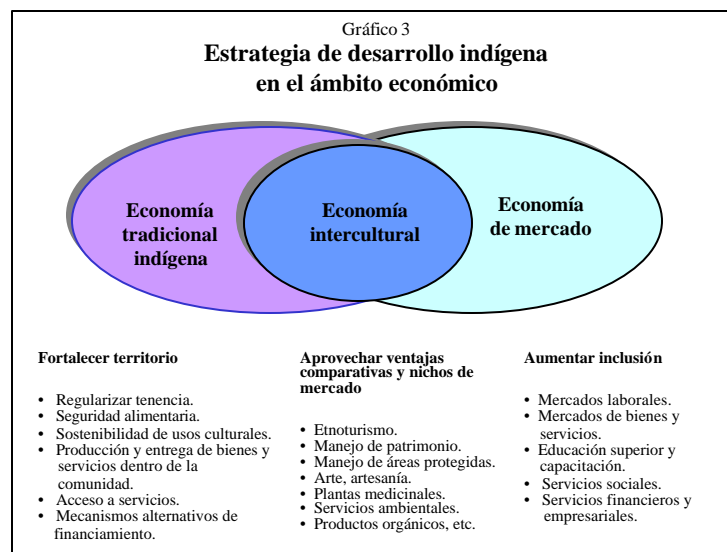 Gráfico 3
Estrategia de desarrollo indígena
en el ámbito económico
Economía
tradicional
indígena
Economía
intercultural
Economía
de mercado
Fortalecer territorio
• Regularizar tenencia.
• Seguridad alimentaria.
• Sostenibilidad de usos culturales.
• Producción y entrega de bienes y
servicios dentro de la
comunidad.
• Acceso a servicios.
• Mecanismos alternativos de
financiamiento.
Aprovechar ventajas
comparativas y nichos de
mercado
• Etnoturismo.
• Manejo de patrimonio.
• Manejo de áreas protegidas.
• Arte, artesanía.
• Plantas medicinales.
• Servicios ambientales.
• Productos orgánicos, etc.
Aumentar inclusión
• Mercados laborales.
• Mercados de bienes y
servicios.
• Educación superior y
capacitación.
• Servicios sociales.
• Servicios financieros y
empresariales.